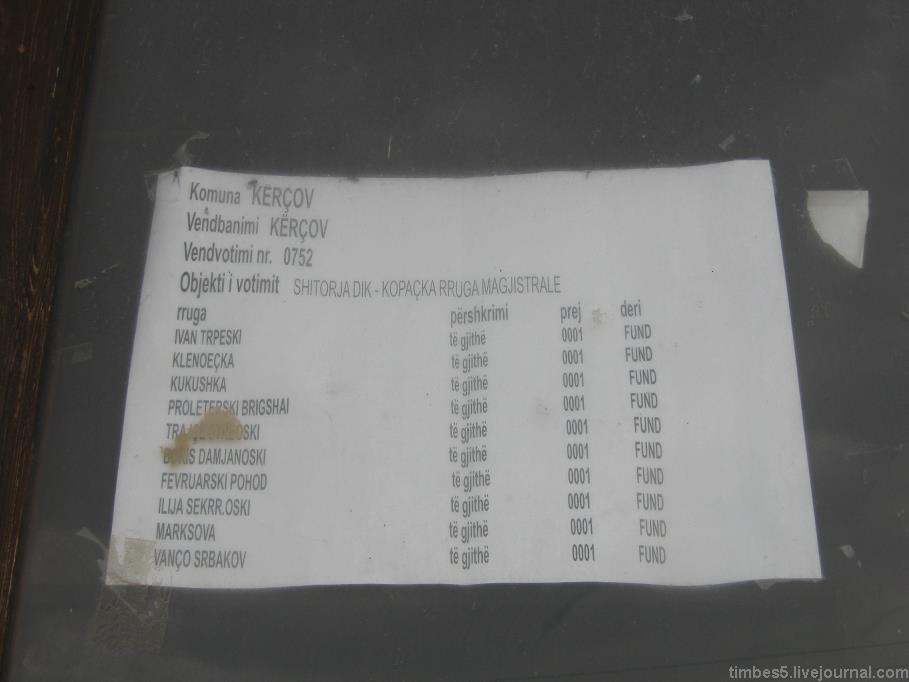 Komuna KËRÇOV
Vendbanimi KËRÇOV
Vendvotimi nr. 0752
Objekti i votimit SHITORJA DIK - KOPAÇKA RRUGA MAGJISTRALE
rruga përshkrimi prej deri
IVAN TRPESKI të gjithë 0001 FUND
KLENOEÇKA të gjithë 0001 FUND
KUKUSHKA të gjithë 0001 FUND
PROLETERSKI BRIGSHAI të gjithë 0001 FUND
TRAJÇE të gjithë 0001 FUND
BORIS DAMJANOSKI të gjithë 0001 FUND
FEVRUARSKI POHOD të gjithë 0001 FUND
ILIJA SEKRR.OSKI të gjithë 0001 FUND
MARKSOVA të gjithë 0001 FUND
VANÇO SRBAKOV të gjithë 0001 FUND
timbes5.livejournal.com